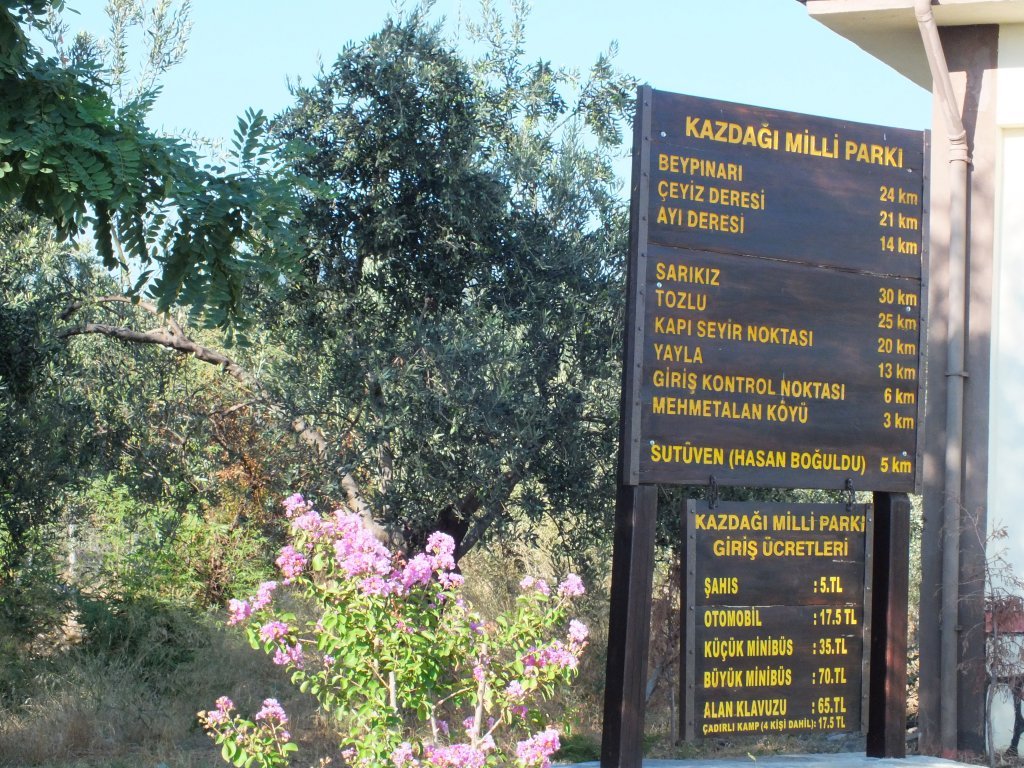 KAZDAĞI MİLLİ PARKI
BEYPINARI 24 km
ÇEYİZ DERESİ 21 km
AYI DERESİ 14 km
SARIKIZ 30 km
TOZLU 25 km
KAPI SEYİR NOKTASI 20 km
YAYLA 13 km
GİRİŞ KONTROL NOKTASI 6 km
MEHMETALAN KÖYÜ 3 km
SUTÜVEN (HASAN BOĞULDU) 5 km
KAZDAĞI MİLLİ PARKI
GİRİŞ ÜCRETLERİ
ŞAHIS : 5.TL
OTOMOBİL : 17.5 TL
KÜÇÜK MİNİBÜS : 35.TL
BÜYÜK MİNİBÜS : 70.TL
ALAN KLAVUZU : 65.TL
ÇADIRLI KAMP (4 KİŞİ DAHİL): 17.5 TL